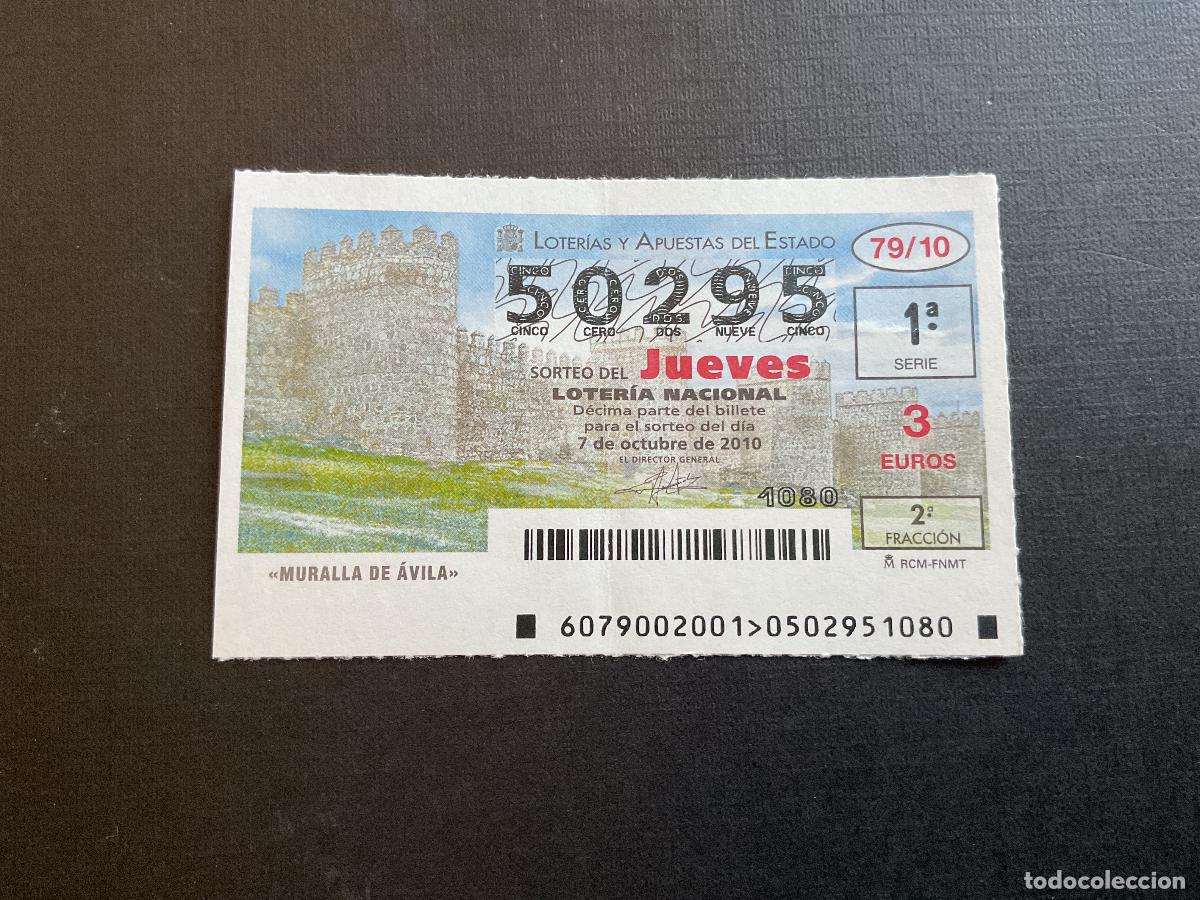 LOTERÍAS Y APUESTAS DEL ESTADO
79/10
50295
CINCO CERO DOS NUEVE CINCO
1ª
SERIE
SORTEO DEL Jueves
LOTERÍA NACIONAL
Décima parte del billete
para el sorteo del día
7 de octubre de 2010
EL DIRECTOR GENERAL
3
EUROS
1080
2ª
FRACCIÓN
RCM-FNMT
«MURALLA DE ÁVILA»
6079002001>0502951080
todocoleccion